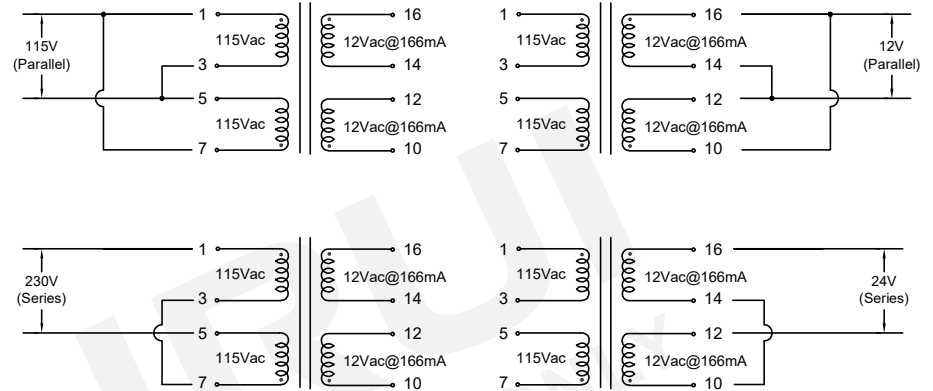 1 16 1 16
115V 115Vac 12Vac@166mA 115Vac 12Vac@166mA 12V
(Parallel) 3 14 3 14 (Parallel)
5 12 5 12
115Vac 12Vac@166mA 115Vac 12Vac@166mA
7 10 7 10
1 16 1 16
230V 115Vac 12Vac@166mA 115Vac 12Vac@166mA 24V
(Series) 3 14 3 14 (Series)
5 12 5 12
115Vac 12Vac@166mA 115Vac 12Vac@166mA
7 10 7 10
IRUI